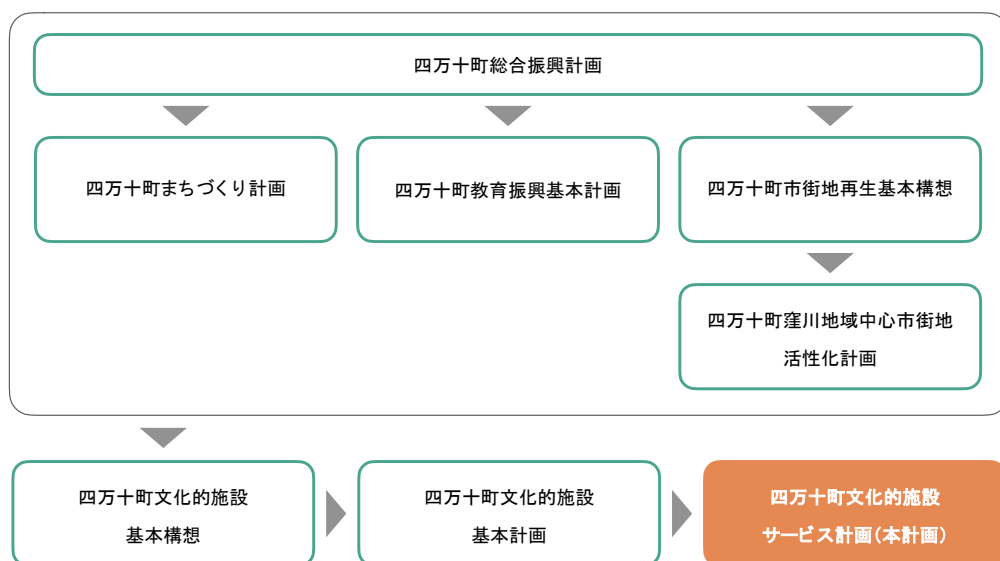 四万十町総合振興計画
四万十町まちづくり計画
四万十町教育振興基本計画
四万十町市街地再生基本構想
四万十町窪川地域中心市街地
活性化計画
四万十町文化的施設
基本構想
四万十町文化的施設
基本計画
四万十町文化的施設
サービス計画(本計画)